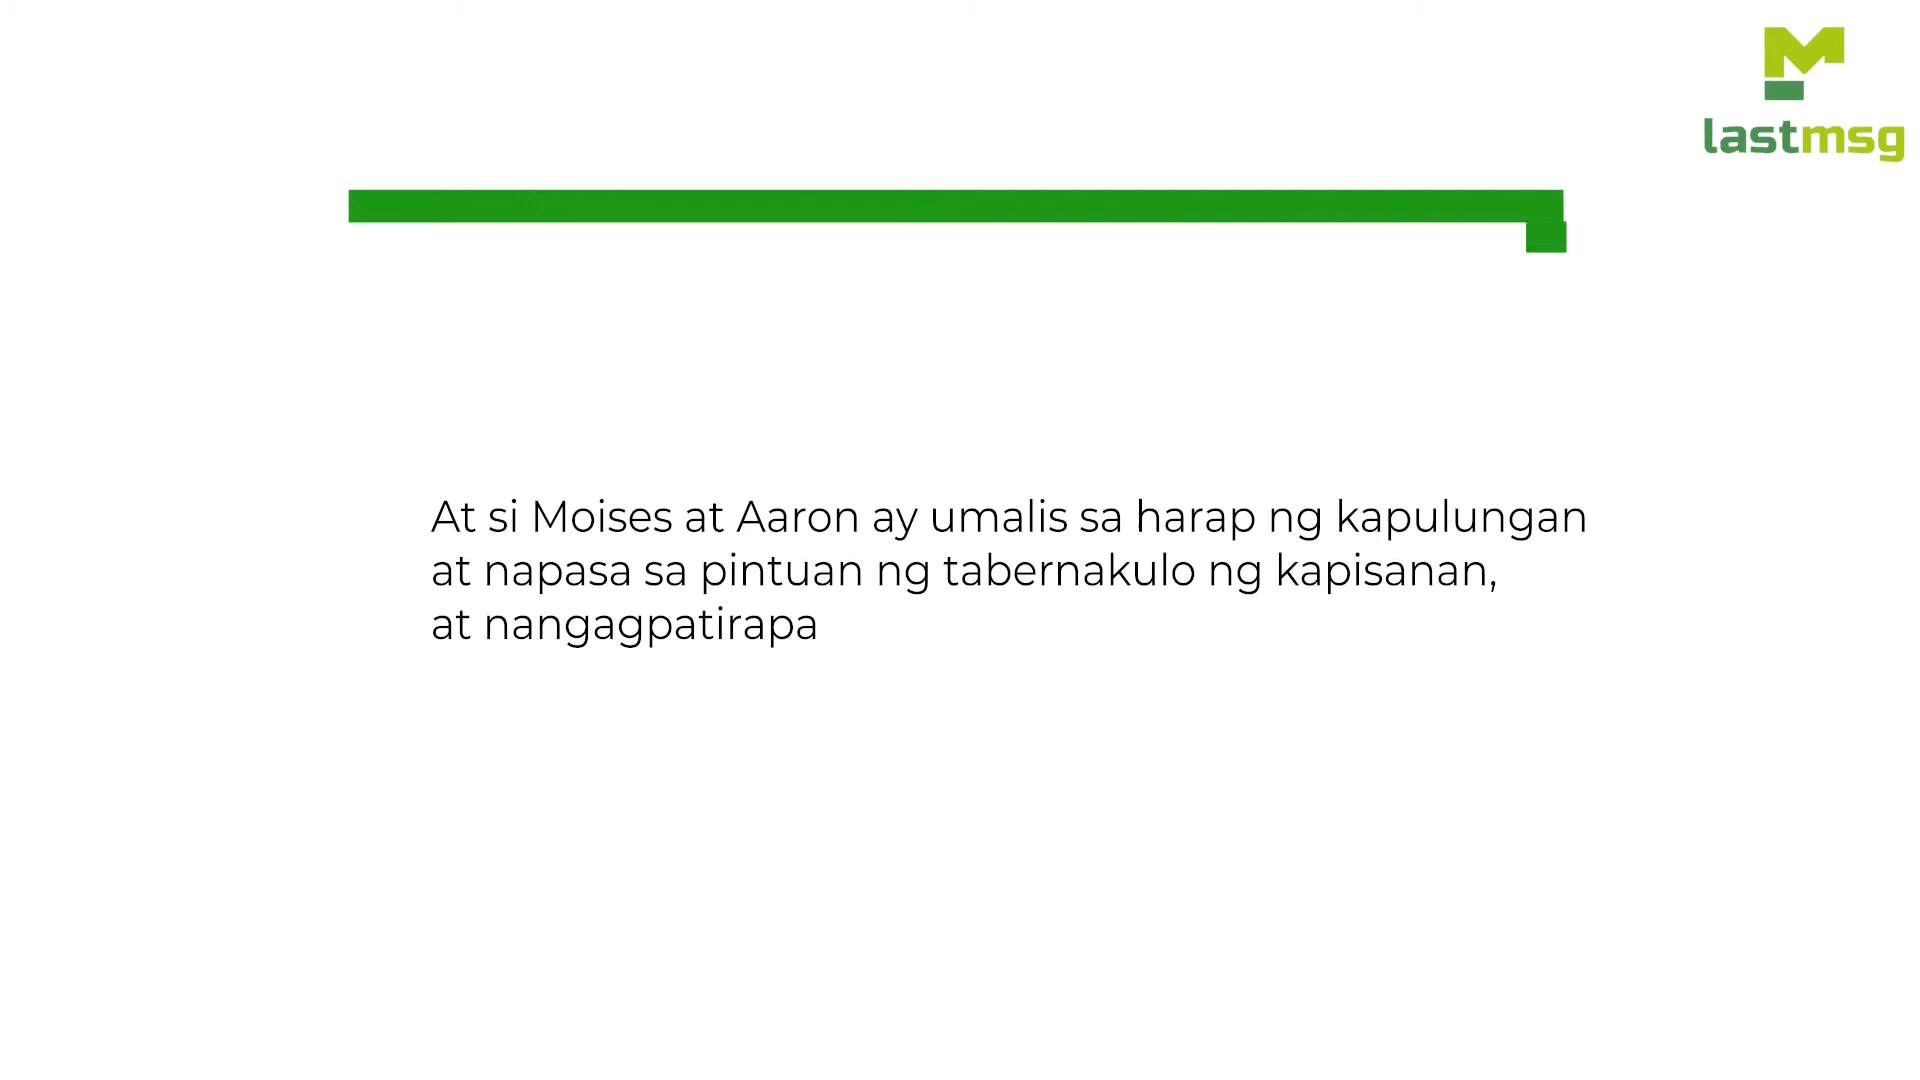 lastmsg
At si Moises at Aaron ay umalis sa harap ng kapulungan
at napasa sa pintuan ng tabernakulo ng kapisanan,
at nangagpatirapa